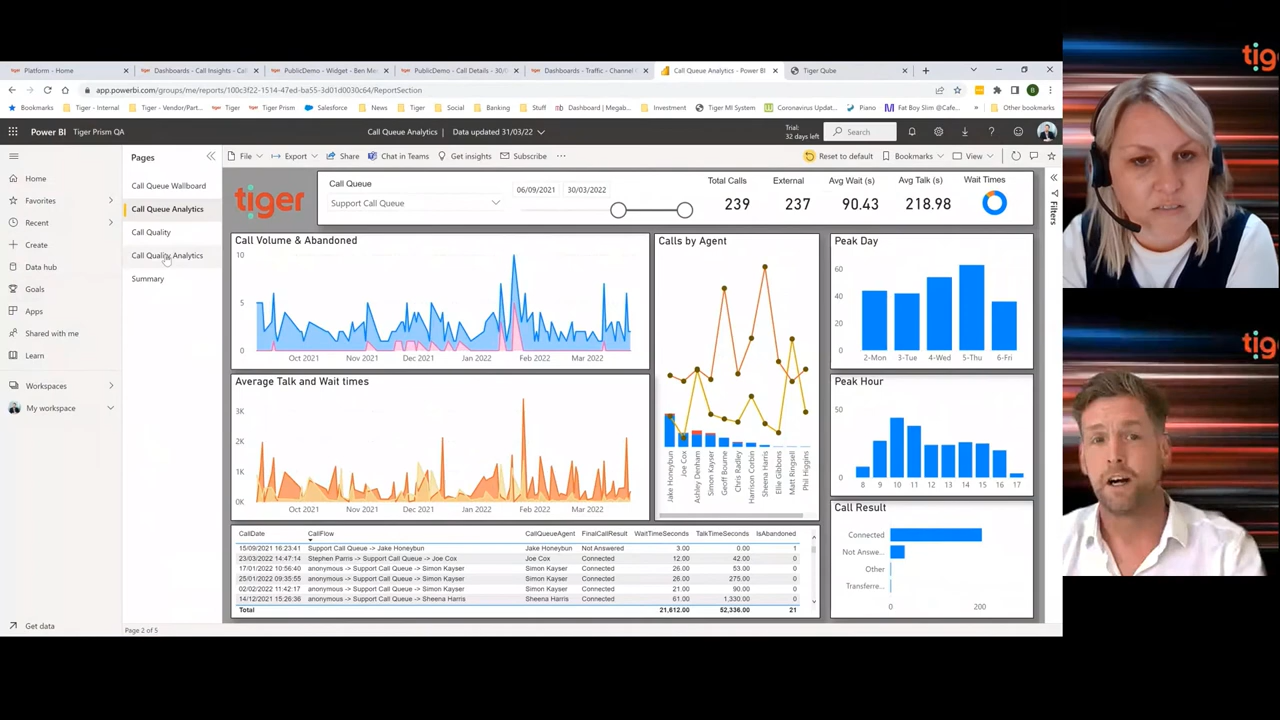 Platform - Home
Dashboards - Call Insights - Cal
PublicDemo - Widget - Ben Me
PublicDemo - Call Details - 30/0
Dashboards - Traffic - Channel
Call Queue Analytics - Power BI
Tiger Qube
app.powerbi.com/groups/me/reports/100c3f22-1514-47ed-ba55-3d01d0030c64/ReportSection
Bookmarks
Tiger - Internal
Tiger - Vendor/Part...
Tiger
Tiger Prism
Salesforce
News
Tiger
Social
Banking
Stuff
Dashboard | Megab...
Investment
Tiger MI System
Coronavirus Updat...
Piano
Fat Boy Slim @Cafe...
Other bookmarks
Power BI
Tiger Prism QA
Call Queue Analytics
Data updated 31/03/22
Trial:
32 days left
Search
Pages
File
Export
Share
Chat in Teams
Get insights
Subscribe
Reset to default
Bookmarks
View
Home
Favorites
Recent
Create
Data hub
Goals
Apps
Shared with me
Learn
Workspaces
My workspace
Get data
Call Queue Wallboard
Call Queue Analytics
Call Quality
Call Quality Analytics
Summary
tiger
Call Queue
Support Call Queue
06/09/2021
30/03/2022
Total Calls
239
External
237
Avg Wait (s)
90.43
Avg Talk (s)
218.98
Wait Times
Filters
Call Volume & Abandoned
10
5
0
Oct 2021 Nov 2021 Dec 2021 Jan 2022 Feb 2022 Mar 2022
Average Talk and Wait times
3K
2K
1K
0K
Oct 2021 Nov 2021 Dec 2021 Jan 2022 Feb 2022 Mar 2022
Calls by Agent
Jake Honeybun
Joe Cox
Ashley Denham
Simon Kayser
Geoff Bourne
Chris Radley
Harrison Corbin
Sheena Harris
Ellie Gibbons
Matt Ringsell
Phil Higgins
Peak Day
60
40
20
0
2-Mon 3-Tue 4-Wed 5-Thu 6-Fri
Peak Hour
50
0
8 9 10 11 12 13 14 15 16 17
Call Result
Connected
Not Answe...
Other
Transferre...
0 200
CallDate CallFlow CallQueueAgent FinalCallResult WaitTimeSeconds TalkTimeSeconds IsAbandoned
15/09/2021 16:23:41 Support Call Queue -> Jake Honeybun Jake Honeybun Not Answered 3.00 0.00 1
23/03/2022 14:47:14 Stephen Parris -> Support Call Queue -> Joe Cox Joe Cox Connected 12.00 42.00 0
17/01/2022 10:56:40 anonymous -> Support Call Queue -> Simon Kayser Simon Kayser Connected 26.00 53.00 0
25/01/2022 09:35:55 anonymous -> Support Call Queue -> Simon Kayser Simon Kayser Connected 26.00 275.00 0
02/02/2022 11:42:17 anonymous -> Support Call Queue -> Simon Kayser Simon Kayser Connected 21.00 90.00 0
14/12/2021 15:26:36 anonymous -> Support Call Queue -> Sheena Harris Sheena Harris Connected 61.00 1,330.00 0
Total 21,612.00 52,336.00 21
Page 2 of 5
tig
tig